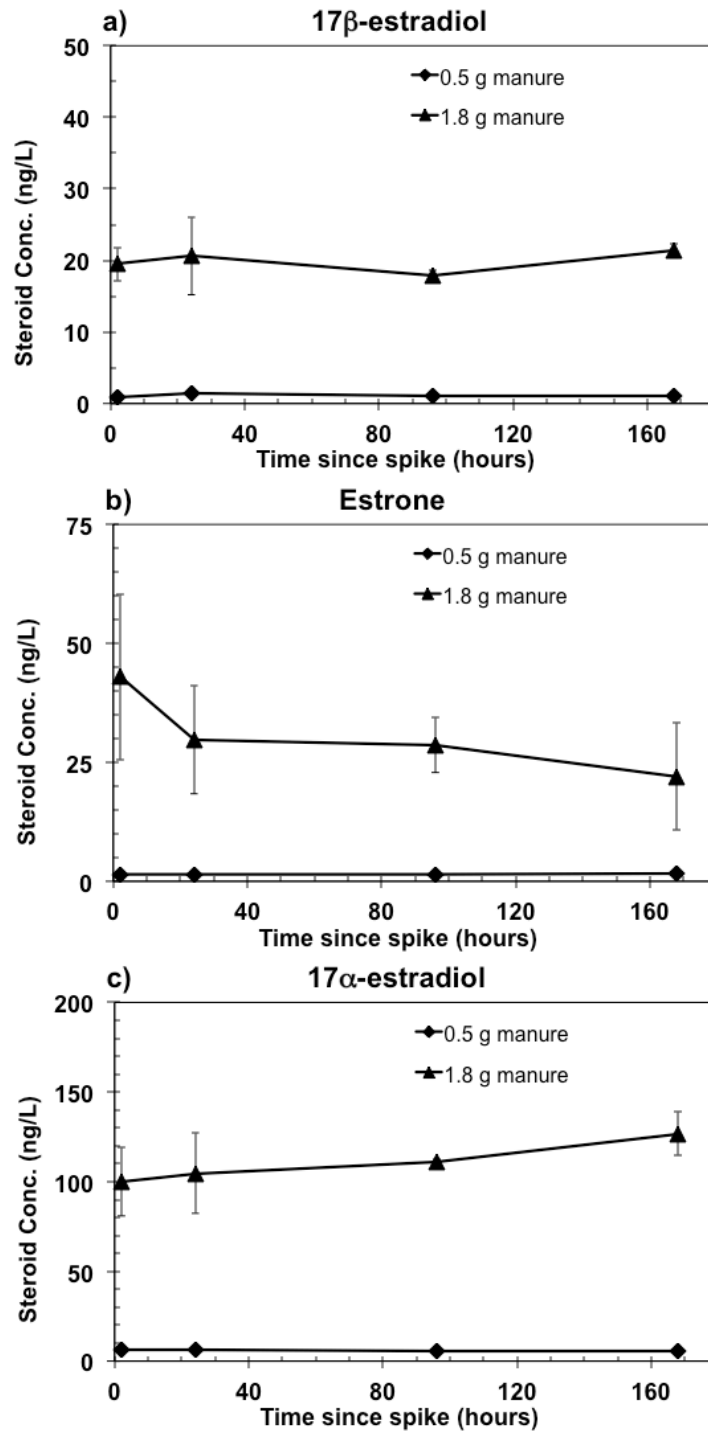 a) 17β-estradiol
50
40
30
20
10
0
Steroid Conc. (ng/L)
0.5 g manure
1.8 g manure
0 40 80 120 160
Time since spike (hours)
b) Estrone
75
50
25
0
Steroid Conc. (ng/L)
0.5 g manure
1.8 g manure
0 40 80 120 160
Time since spike (hours)
c) 17α-estradiol
200
150
100
50
0
Steroid Conc. (ng/L)
0.5 g manure
1.8 g manure
0 40 80 120 160
Time since spike (hours)